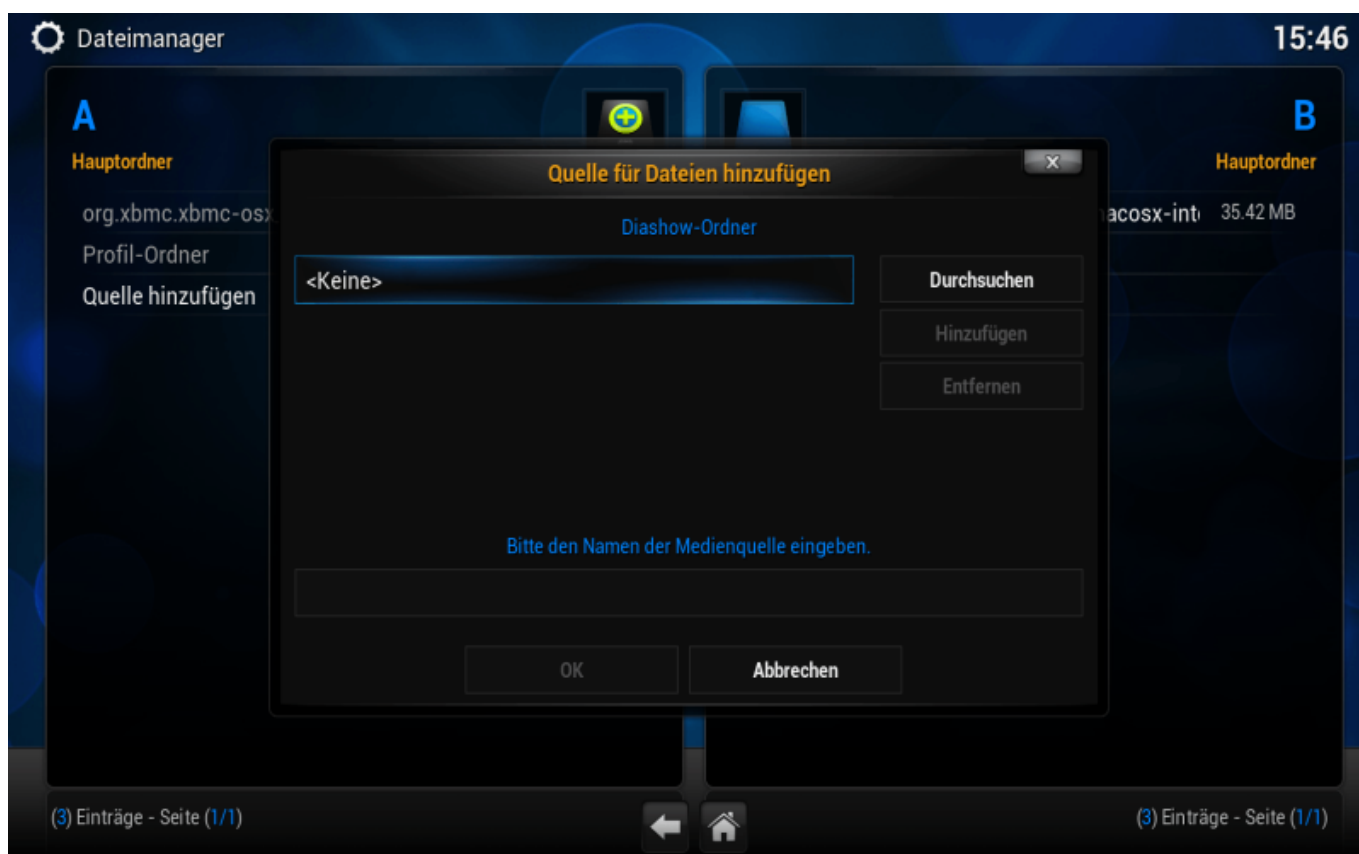 Dateimanager
15:46
A
B
Hauptordner
Hauptordner
Quelle für Dateien hinzufügen
x
org.xbmc.xbmc-osx
Diashow-Ordner
35.42 MB
Profil-Ordner
<Keine>
Durchsuchen
Quelle hinzufügen
Hinzufügen
Entfernen
Bitte den Namen der Medienquelle eingeben.
OK
Abbrechen
(3) Einträge - Seite (1/1)
(3) Einträge - Seite (1/1)